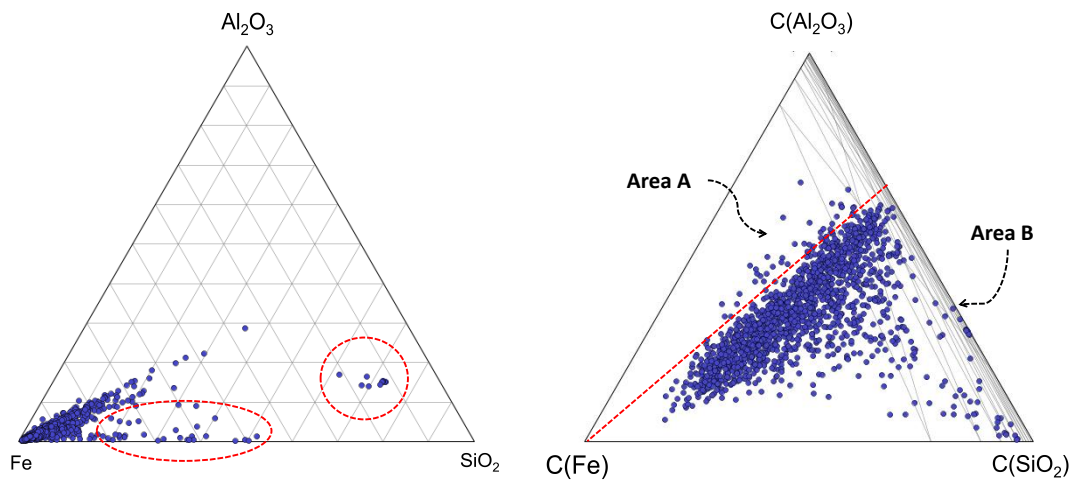 Al₂O₃
Fe
SiO₂
C(Al₂O₃)
Area A
Area B
C(Fe)
C(SiO₂)